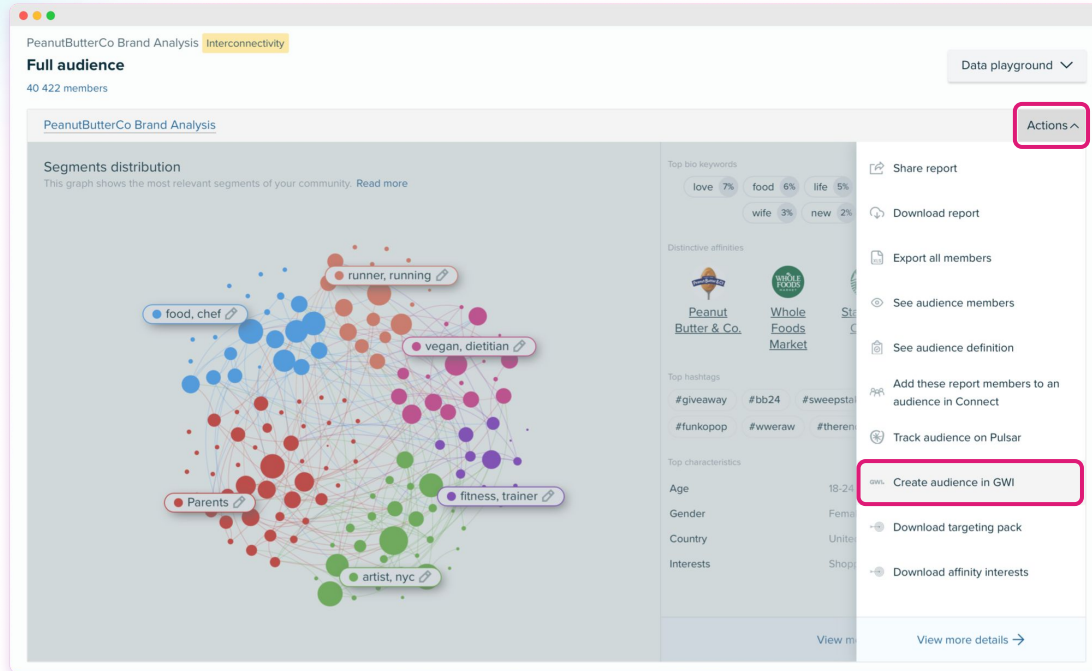 PeanutButterCo Brand Analysis Interconnectivity
Full audience
40 422 members
Data playground
PeanutButterCo Brand Analysis
Actions
Segments distribution
This graph shows the most relevant segments of your community. Read more
runner, running
food, chef
vegan, dietitian
fitness, trainer
Parents
artist, nyc
Top bio keywords
love 7% food 6% life 5%
wife 3% new 2%
Distinctive affinities
WHOLE
FOODS
MARKET
Peanut
Butter & Co.
Whole
Foods
Market
Top hashtags
#giveaway #bb24
#funkopop #wweraw
Top characteristics
Age 18-24
Gender
Country
Interests
View
Share report
Download report
Export all members
See audience members
See audience definition
Add these report members to an
audience in Connect
Track audience on Pulsar
GWI. Create audience in GWI
Download targeting pack
Download affinity interests
View more details